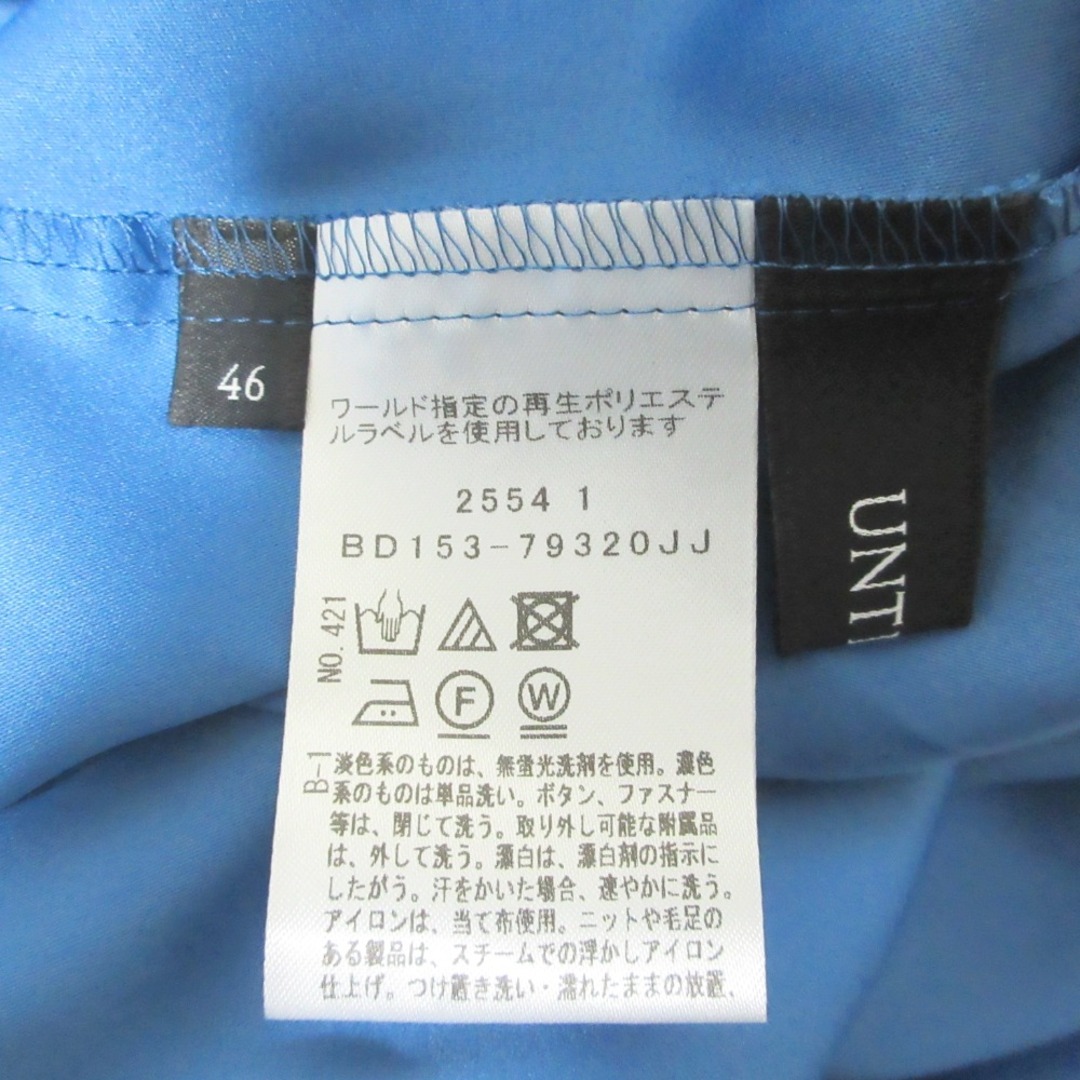 46
ワールド指定の再生ポリエステ
ルラベルを使用しております
2554 1
BD153-79320JJ
NO. 421
F
W
B-1
淡色系のものは、無蛍光洗剤を使用。濃色
系のものは単品洗い。ボタン、ファスナー
等は、閉じて洗う。取り外し可能な附属品
は、外して洗う。漂白は、漂白剤の指示に
したがう。汗をかいた場合、速やかに洗う。
アイロンは、当て布使用。ニットや毛足の
ある製品は、スチームでの浮かしアイロン
仕上げ。つけ置き洗い・濡れたままの放置、
UNTI